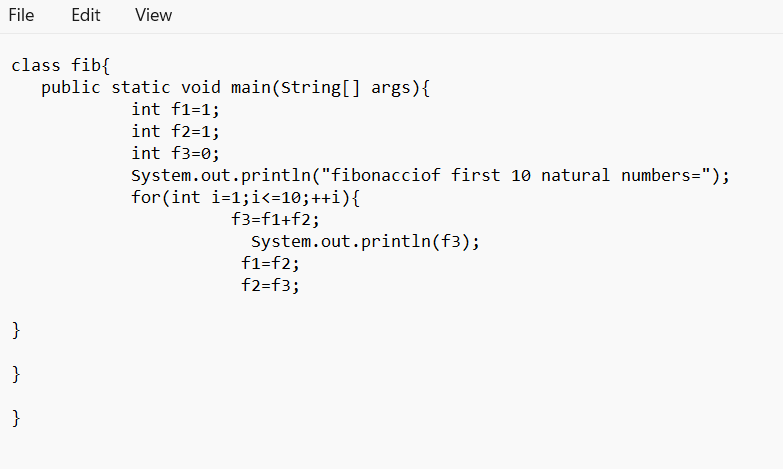 File Edit View
class fib{
public static void main(String[] args){
int f1=1;
int f2=1;
int f3=0;
System.out.println("fibonacciof first 10 natural numbers=");
for(int i=1;i<=10;++i){
f3=f1+f2;
System.out.println(f3);
f1=f2;
f2=f3;
}
}
}